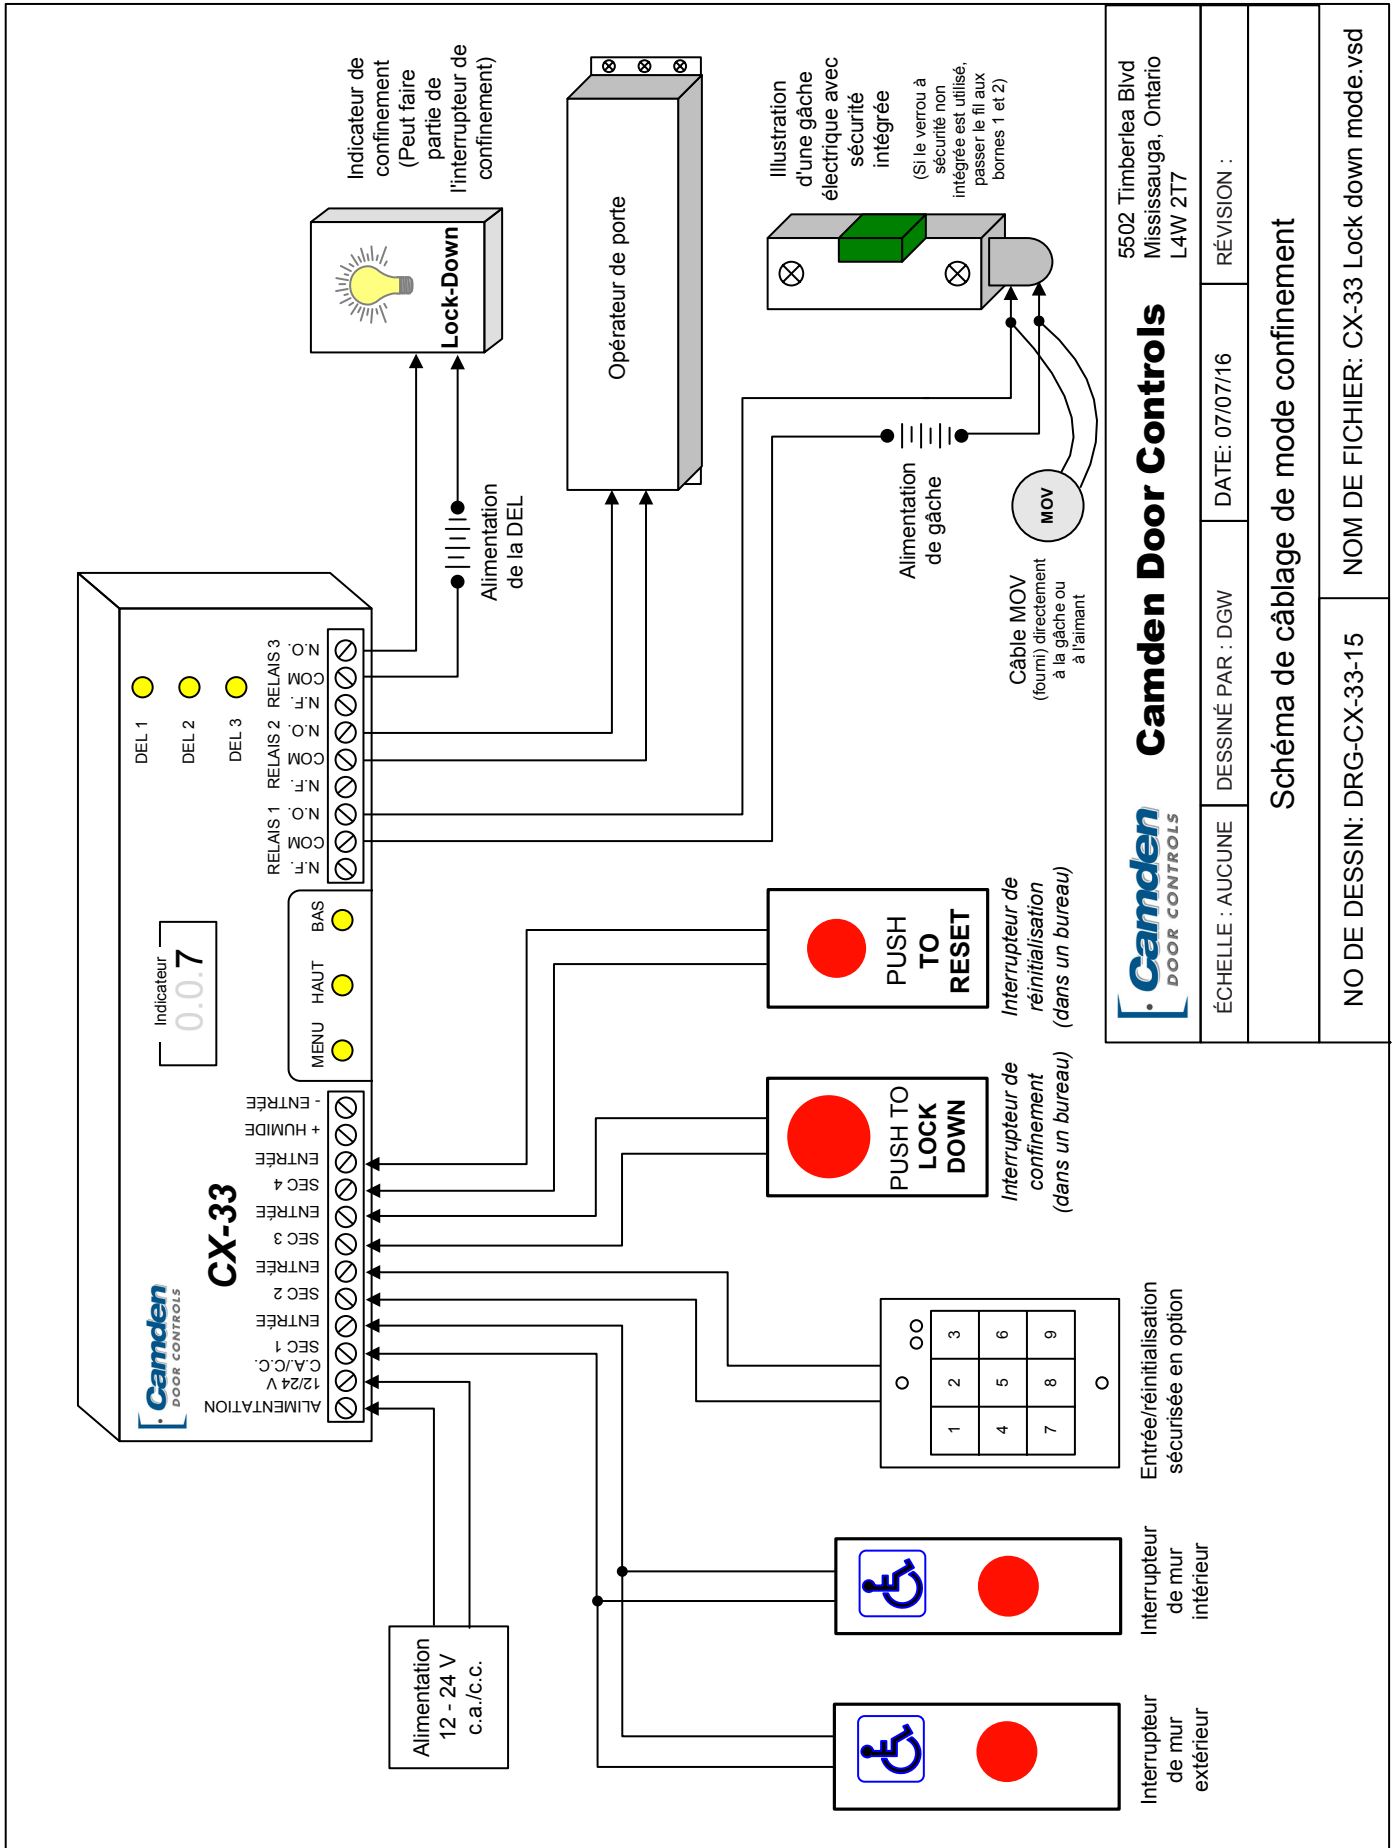 Camden
DOOR CONTROLS
CX-33
Indicateur
0.0.7
DEL 1
DEL 2
DEL 3
MENU
HAUT
BAS
ALIMENTATION
12/24 V
C.A./C.C.
SEC 1
ENTRÉE
SEC 2
ENTRÉE
SEC 3
ENTRÉE
SEC 4
ENTRÉE
+ HUMIDE
- ENTRÉE
RELAIS 1
N.F.
COM
N.O.
RELAIS 2
N.F.
COM
N.O.
RELAIS 3
N.F.
COM
N.O.
Alimentation
12 - 24 V
c.a./c.c.
Alimentation
de la DEL
Lock-Down
Indicateur de
confinement
(Peut faire
partie de
l'interrupteur de
confinement)
Opérateur de porte
Illustration
d'une gâche
électrique avec
sécurité
intégrée
(Si le verrou à
sécurité non
intégrée est utilisé,
passer le fil aux
bornes 1 et 2)
Alimentation
de gâche
MOV
Câble MOV
(fourni) directement
à la gâche ou
à l'aimant
PUSH
TO
RESET
Interrupteur de
réinitialisation
(dans un bureau)
PUSH TO
LOCK
DOWN
Interrupteur de
confinement
(dans un bureau)
1 2 3
4 5 6
7 8 9
Entrée/réinitialisation
sécurisée en option
Interrupteur
de mur
intérieur
Interrupteur
de mur
extérieur
Camden
DOOR CONTROLS
Camden Door Controls
5502 Timberlea Blvd
Mississauga, Ontario
L4W 2T7
ÉCHELLE : AUCUNE
DESSINÉ PAR : DGW
DATE: 07/07/16
RÉVISION :
Schéma de câblage de mode confinement
NO DE DESSIN: DRG-CX-33-15
NOM DE FICHIER: CX-33 Lock down mode.vsd